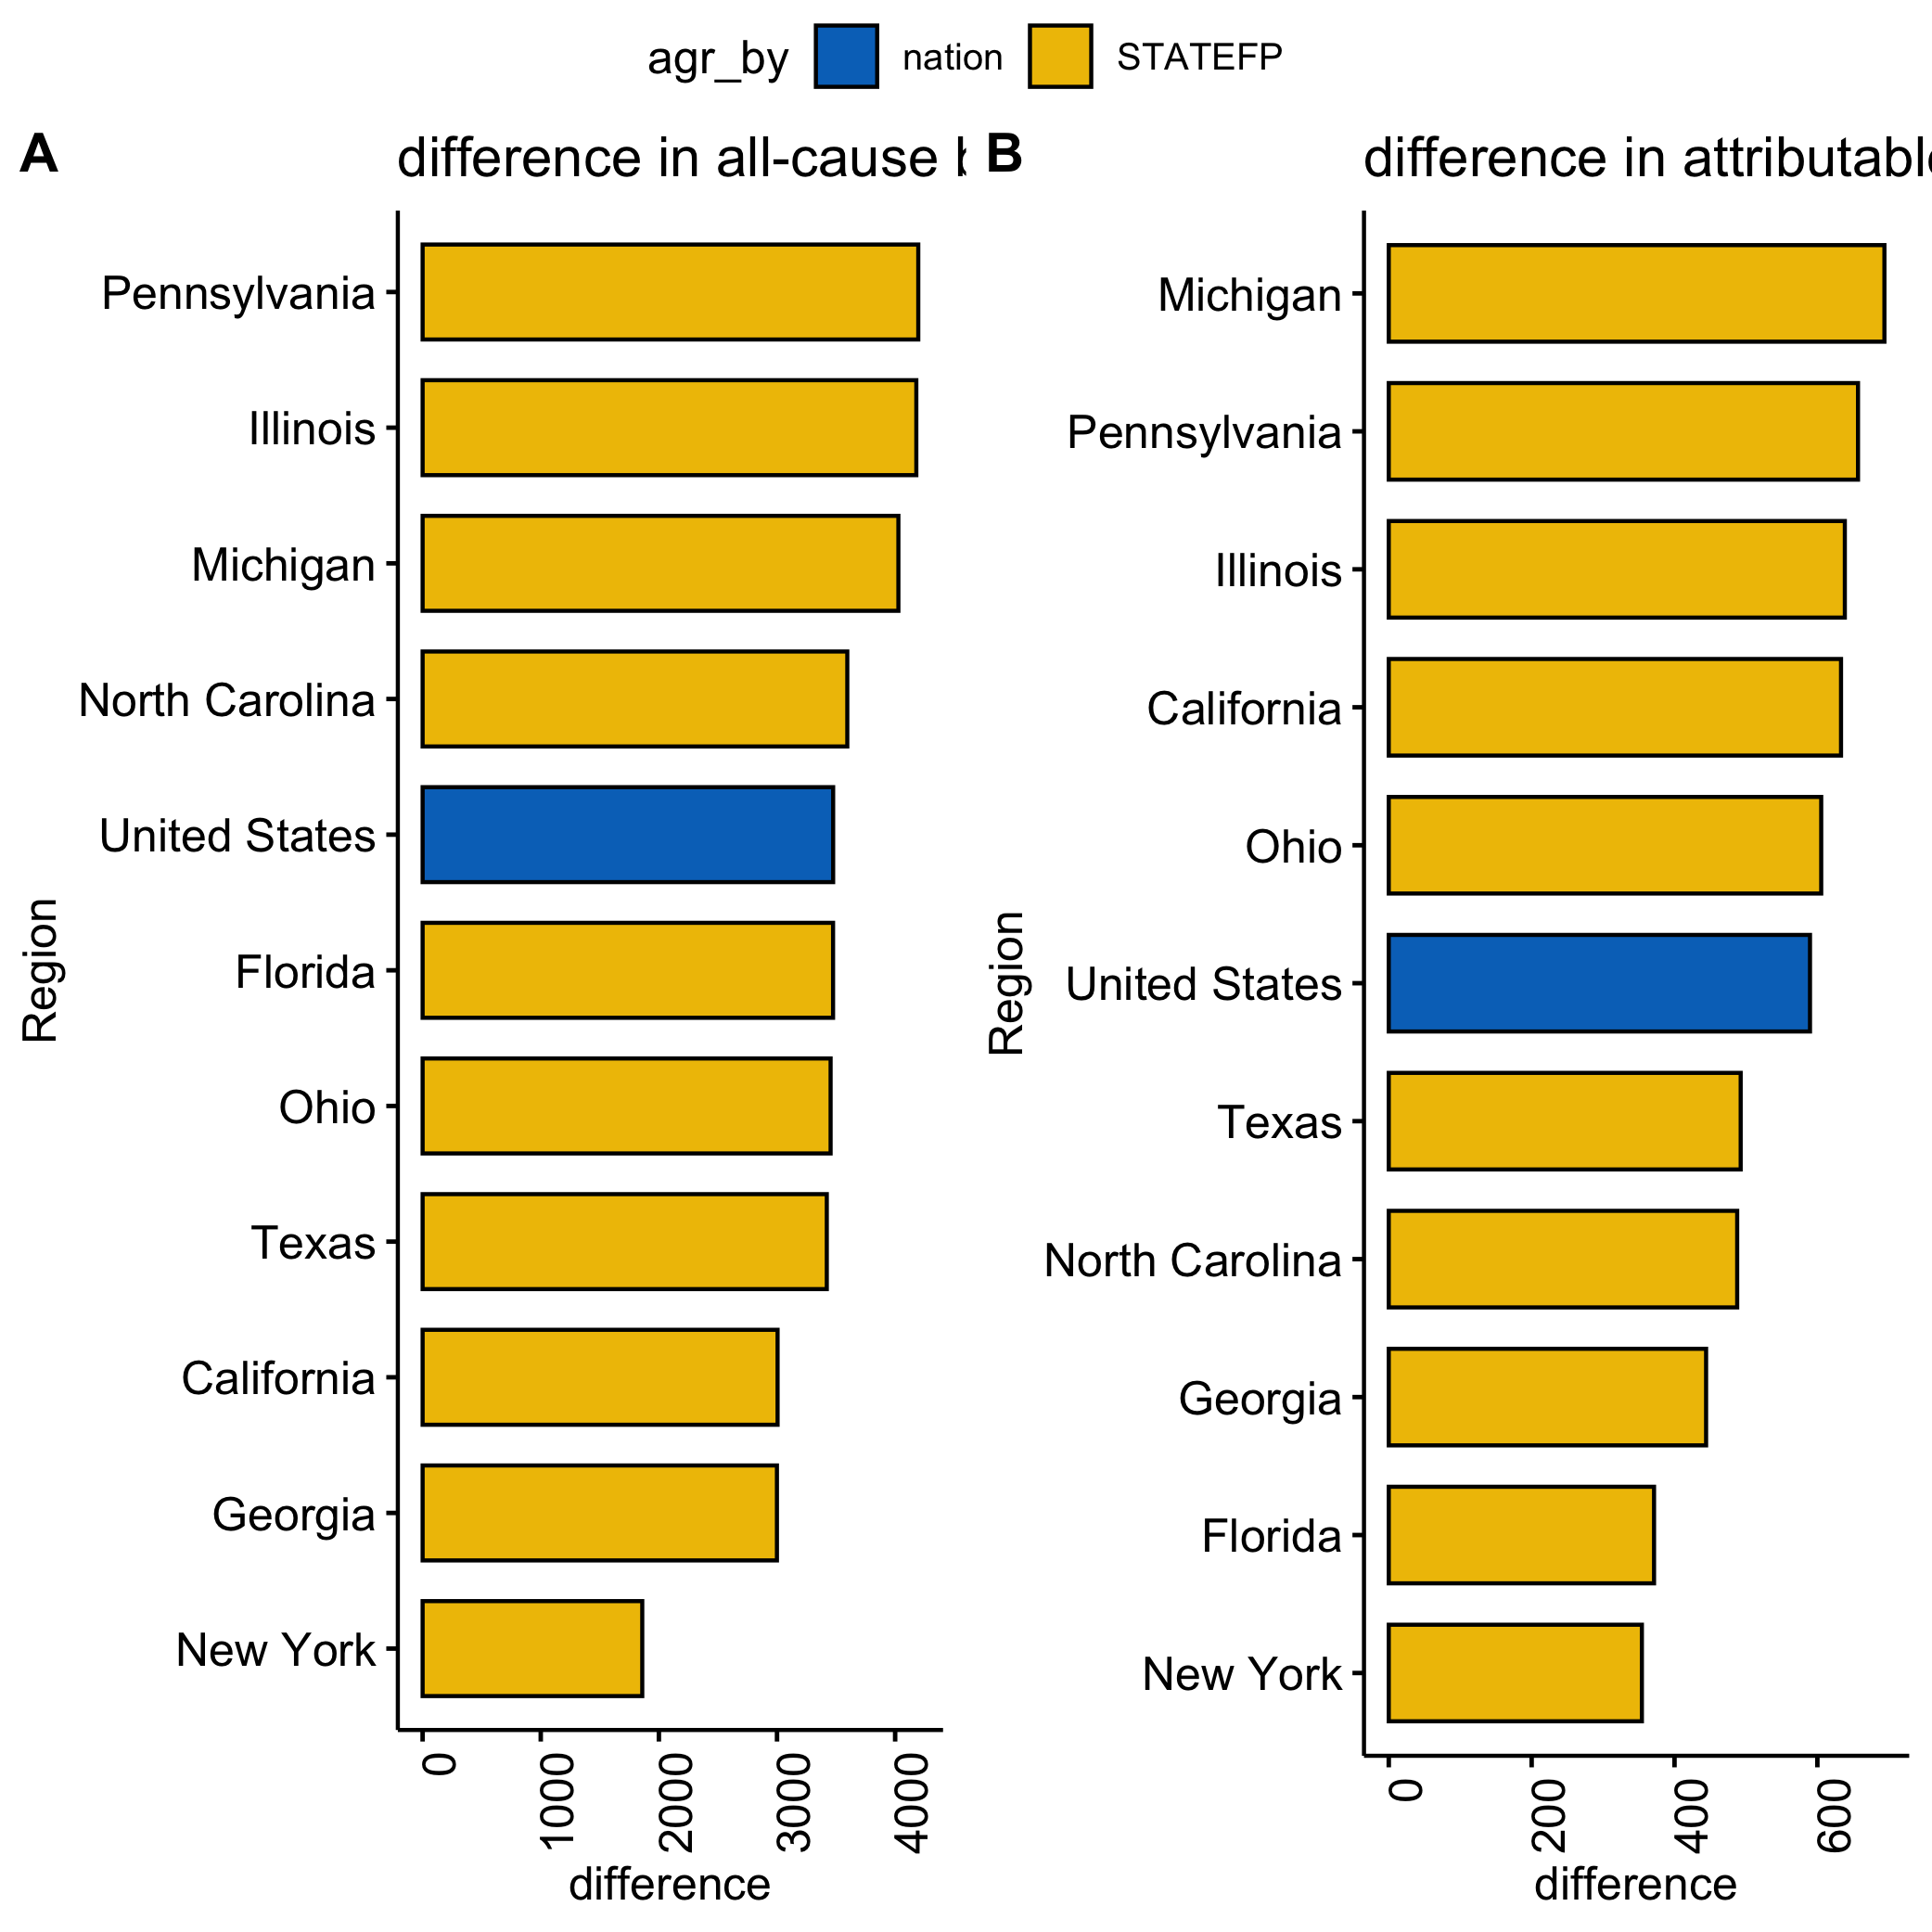 agr_by nation STATEFP
A
difference in all-cause
Pennsylvania
Illinois
Michigan
North Carolina
United States
Florida
Ohio
Texas
California
Georgia
New York
Region
0 1000 2000 3000 4000
difference
B
difference in attributable
Michigan
Pennsylvania
Illinois
California
Ohio
United States
Texas
North Carolina
Georgia
Florida
New York
Region
0 200 400 600
difference